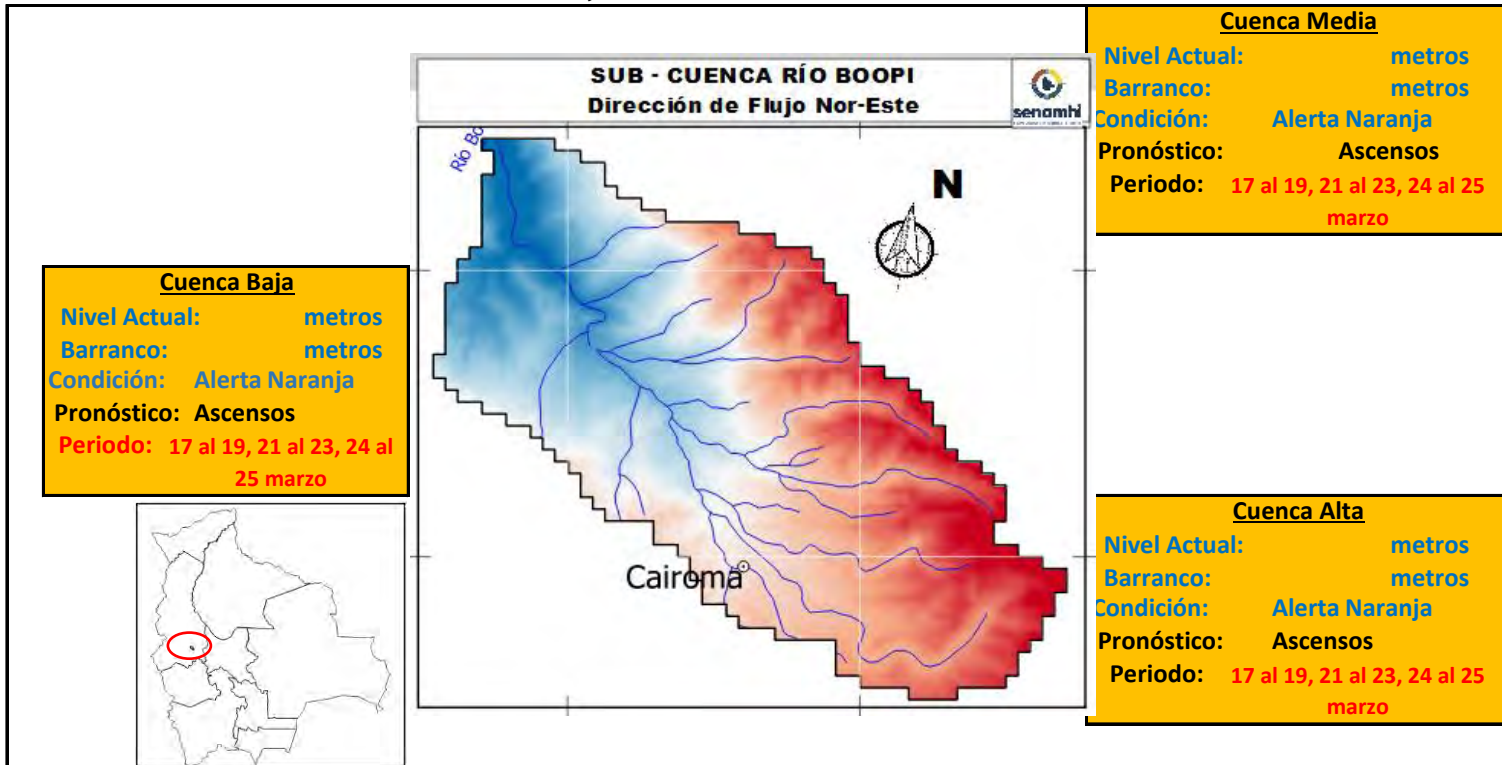 SUB - CUENCA RÍO BOOPI
Dirección de Flujo Nor-Este
senamhi
Río Bo
N
Cairoma
Cuenca Media
Nivel Actual: metros
Barranco: metros
Condición: Alerta Naranja
Pronóstico: Ascensos
Periodo: 17 al 19, 21 al 23, 24 al 25
marzo
Cuenca Baja
Nivel Actual: metros
Barranco: metros
Condición: Alerta Naranja
Pronóstico: Ascensos
Periodo: 17 al 19, 21 al 23, 24 al
25 marzo
Cuenca Alta
Nivel Actual: metros
Barranco: metros
Condición: Alerta Naranja
Pronóstico: Ascensos
Periodo: 17 al 19, 21 al 23, 24 al 25
marzo